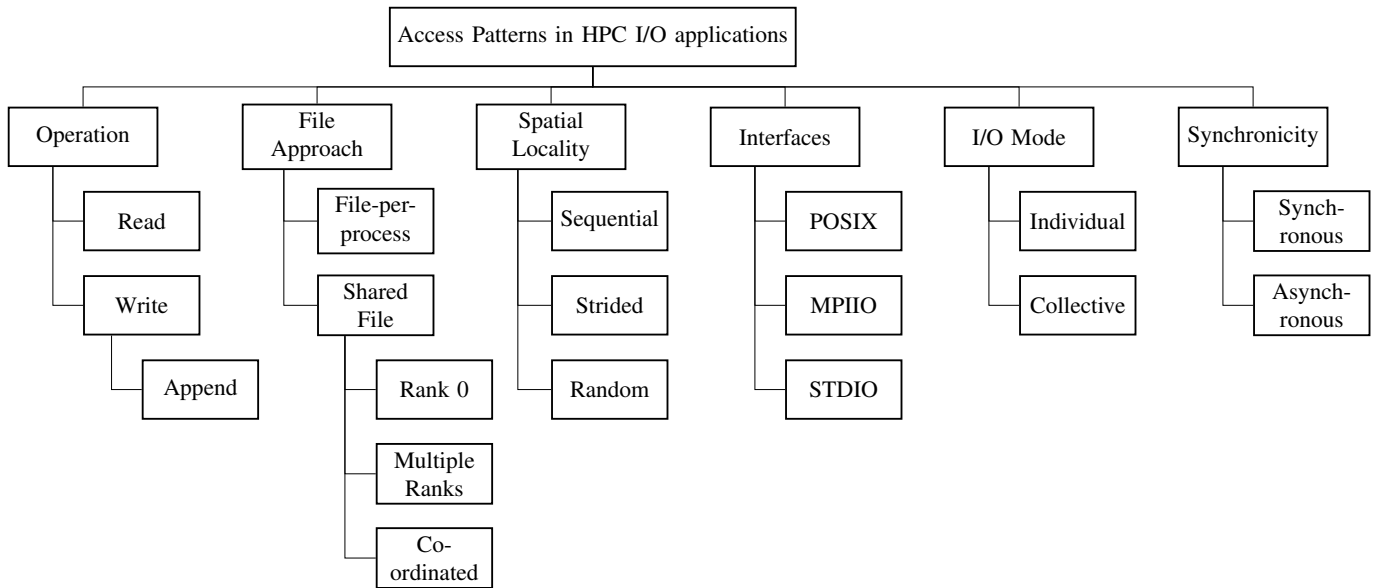 Access Patterns in HPC I/O applications
Operation
File
Approach
Spatial
Locality
Interfaces
I/O Mode
Synchronicity
Read
Write
Append
File-per-
process
Shared
File
Rank 0
Multiple
Ranks
Co-
ordinated
Sequential
Strided
Random
POSIX
MPIIO
STDIO
Individual
Collective
Synch-
ronous
Asynch-
ronous